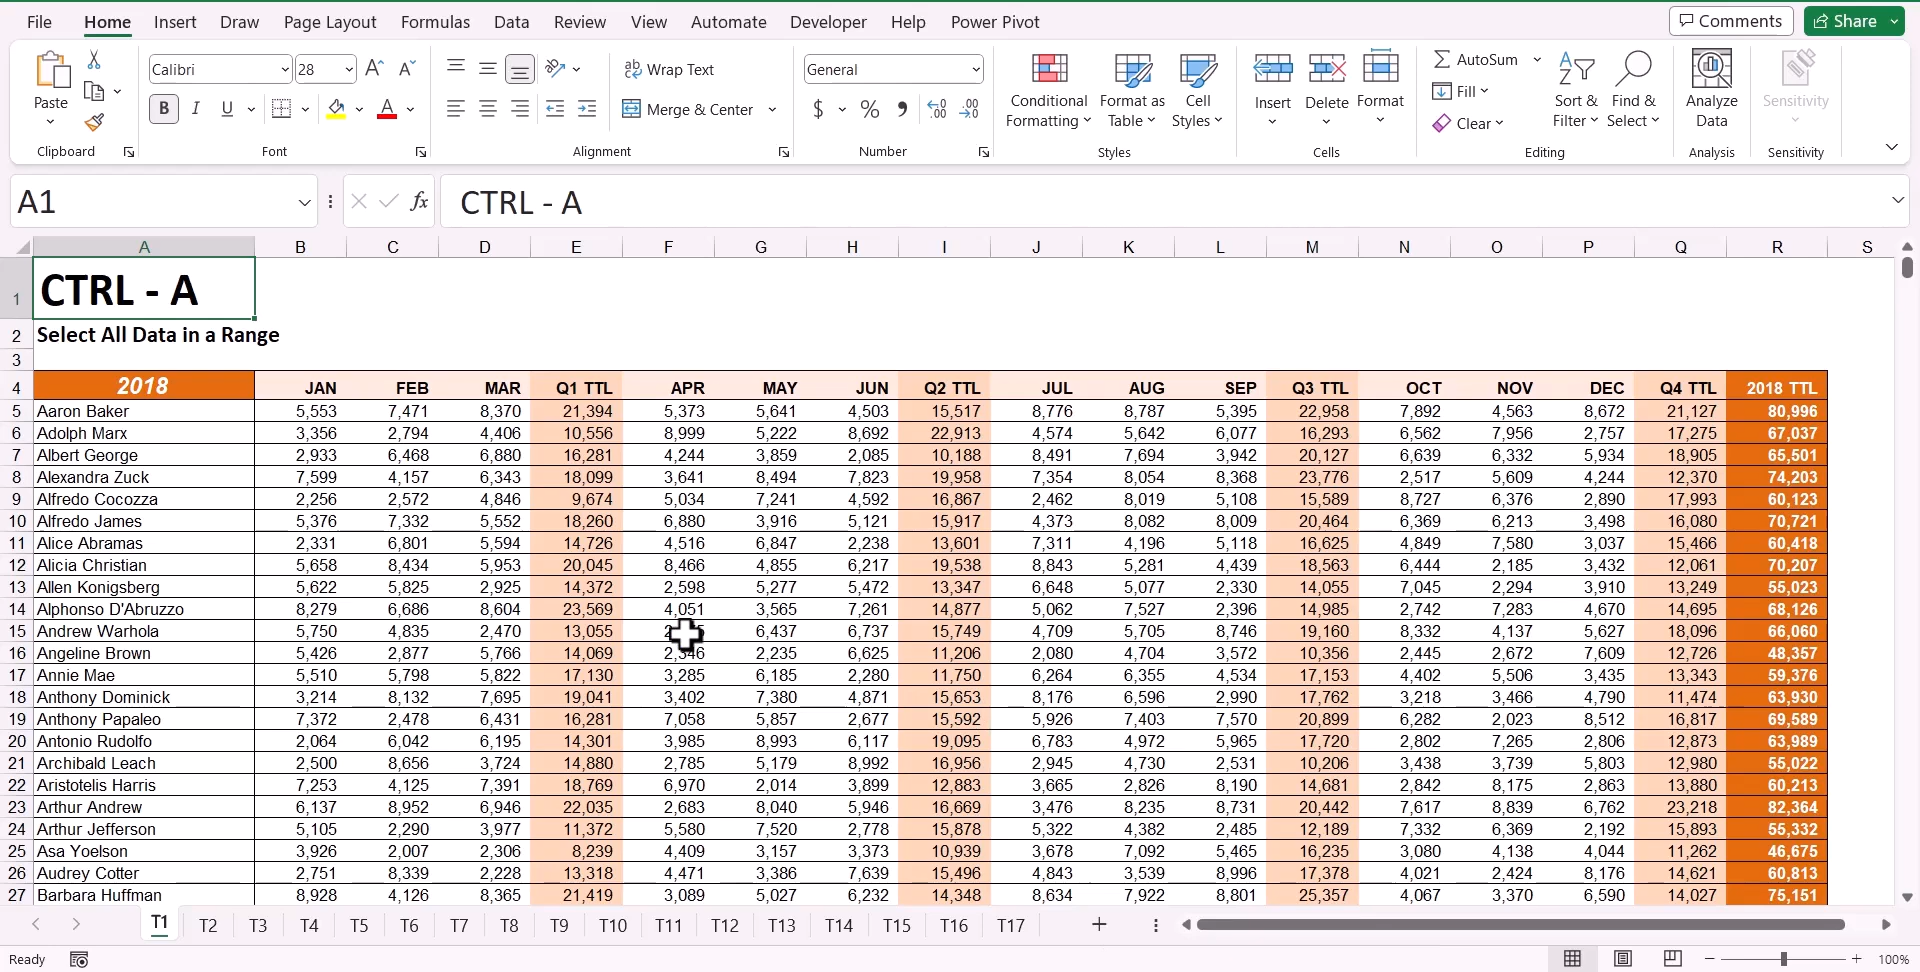 File Home Insert Draw Page Layout Formulas Data Review View Automate Developer Help Power Pivot Comments Share
Calibri 28 Wrap Text General
Paste B I U Merge & Center $ % Conditional Formatting Format as Table Cell Styles Insert Delete Format AutoSum Fill Clear Sort & Filter Find & Select Analyze Data Sensitivity
Clipboard Font Alignment Number Styles Cells Editing Analysis Sensitivity
A1 fx CTRL - A
A B C D E F G H I J K L M N O P Q R S
1 CTRL - A
2 Select All Data in a Range
3
4 2018 JAN FEB MAR Q1 TTL APR MAY JUN Q2 TTL JUL AUG SEP Q3 TTL OCT NOV DEC Q4 TTL 2018 TTL
5 Aaron Baker 5,553 7,471 8,370 21,394 5,373 5,641 4,503 15,517 8,776 8,787 5,395 22,958 7,892 4,563 8,672 21,127 80,996
6 Adolph Marx 3,356 2,794 4,406 10,556 8,999 5,222 8,692 22,913 4,574 5,642 6,077 16,293 6,562 7,956 2,757 17,275 67,037
7 Albert George 2,933 6,468 6,880 16,281 4,244 3,859 2,085 10,188 8,491 7,694 3,942 20,127 6,639 6,332 5,934 18,905 65,501
8 Alexandra Zuck 7,599 4,157 6,343 18,099 3,641 8,494 7,823 19,958 7,354 8,054 8,368 23,776 2,517 5,609 4,244 12,370 74,203
9 Alfredo Cocozza 2,256 2,572 4,846 9,674 5,034 7,241 4,592 16,867 2,462 8,019 5,108 15,589 8,727 6,376 2,890 17,993 60,123
10 Alfredo James 5,376 7,332 5,552 18,260 6,880 3,916 5,121 15,917 4,373 8,082 8,009 20,464 6,369 6,213 3,498 16,080 70,721
11 Alice Abramas 2,331 6,801 5,594 14,726 4,516 6,847 2,238 13,601 7,311 4,196 5,118 16,625 4,849 7,580 3,037 15,466 60,418
12 Alicia Christian 5,658 8,434 5,953 20,045 8,466 4,855 6,217 19,538 8,843 5,281 4,439 18,563 6,444 2,185 3,432 12,061 70,207
13 Allen Konigsberg 5,622 5,825 2,925 14,372 2,598 5,277 5,472 13,347 6,648 5,077 2,330 14,055 7,045 2,294 3,910 13,249 55,023
14 Alphonso D'Abruzzo 8,279 6,686 8,604 23,569 4,051 3,565 7,261 14,877 5,062 7,527 2,396 14,985 2,742 7,283 4,670 14,695 68,126
15 Andrew Warhola 5,750 4,835 2,470 13,055 6,437 6,737 15,749 4,709 5,705 8,746 19,160 8,332 4,137 5,627 18,096 66,060
16 Angeline Brown 5,426 2,877 5,766 14,069 2,346 2,235 6,625 11,206 2,080 4,704 3,572 10,356 2,445 2,672 7,609 12,726 48,357
17 Annie Mae 5,510 5,798 5,822 17,130 3,285 6,185 2,280 11,750 6,264 6,355 4,534 17,153 4,402 5,506 3,435 13,343 59,376
18 Anthony Dominick 3,214 8,132 7,695 19,041 3,402 7,380 4,871 15,653 8,176 6,596 2,990 17,762 3,218 3,466 4,790 11,474 63,930
19 Anthony Papaleo 7,372 2,478 6,431 16,281 7,058 5,857 2,677 15,592 5,926 7,403 7,570 20,899 6,282 2,023 8,512 16,817 69,589
20 Antonio Rudolfo 2,064 6,042 6,195 14,301 3,985 8,993 6,117 19,095 6,783 4,972 5,965 17,720 2,802 7,265 2,806 12,873 63,989
21 Archibald Leach 2,500 8,656 3,724 14,880 2,785 5,179 8,992 16,956 2,945 4,730 2,531 10,206 3,438 3,739 5,803 12,980 55,022
22 Aristotelis Harris 7,253 4,125 7,391 18,769 6,970 2,014 3,899 12,883 3,665 2,826 8,190 14,681 2,842 8,175 2,863 13,880 60,213
23 Arthur Andrew 6,137 8,952 6,946 22,035 2,683 8,040 5,946 16,669 3,476 8,235 8,731 20,442 7,617 8,839 6,762 23,218 82,364
24 Arthur Jefferson 5,105 2,290 3,977 11,372 5,580 7,520 2,778 15,878 5,322 4,382 2,485 12,189 7,332 6,369 2,192 15,893 55,332
25 Asa Yoelson 3,926 2,007 2,306 8,239 4,409 3,157 3,373 10,939 3,678 7,092 5,465 16,235 3,080 4,138 4,044 11,262 46,675
26 Audrey Cotter 2,751 8,339 2,228 13,318 4,471 3,386 7,639 15,496 4,843 3,539 8,996 17,378 4,021 2,424 8,176 14,621 60,813
27 Barbara Huffman 8,928 4,126 8,365 21,419 3,089 5,027 6,232 14,348 8,634 7,922 8,801 25,357 4,067 3,370 6,590 14,027 75,151
T1 T2 T3 T4 T5 T6 T7 T8 T9 T10 T11 T12 T13 T14 T15 T16 T17
Ready 100%